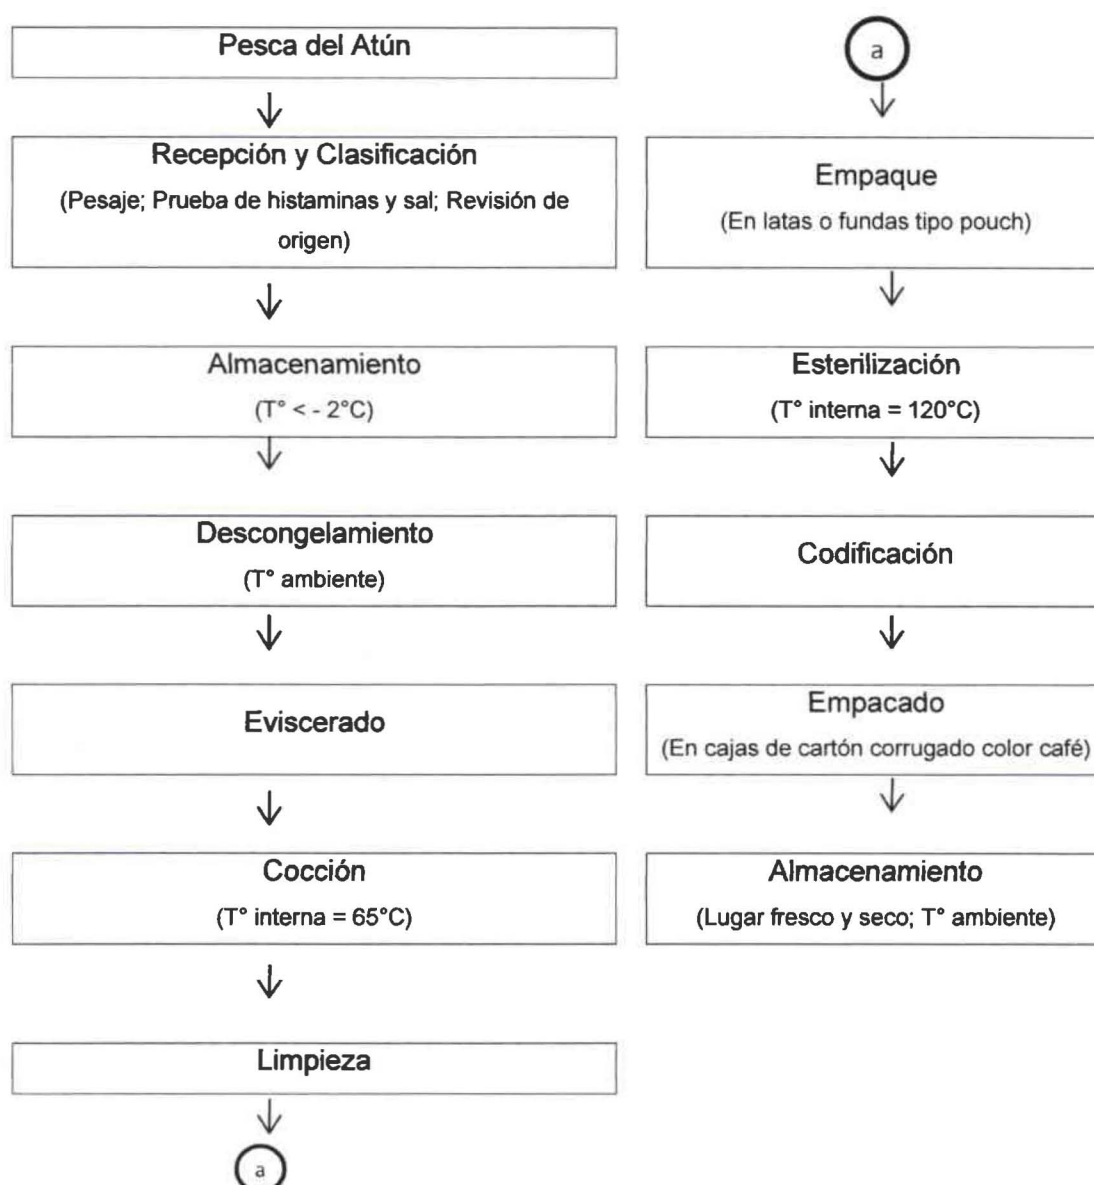 Pesca del Atún
Recepción y Clasificación
(Pesaje; Prueba de histaminas y sal; Revisión de
origen)
Almacenamiento
(T° < - 2°C)
Descongelamiento
(T° ambiente)
Eviscerado
Cocción
(T° interna = 65°C)
Limpieza
a
a
Empaque
(En latas o fundas tipo pouch)
Esterilización
(T° interna = 120°C)
Codificación
Empacado
(En cajas de cartón corrugado color café)
Almacenamiento
(Lugar fresco y seco; T° ambiente)